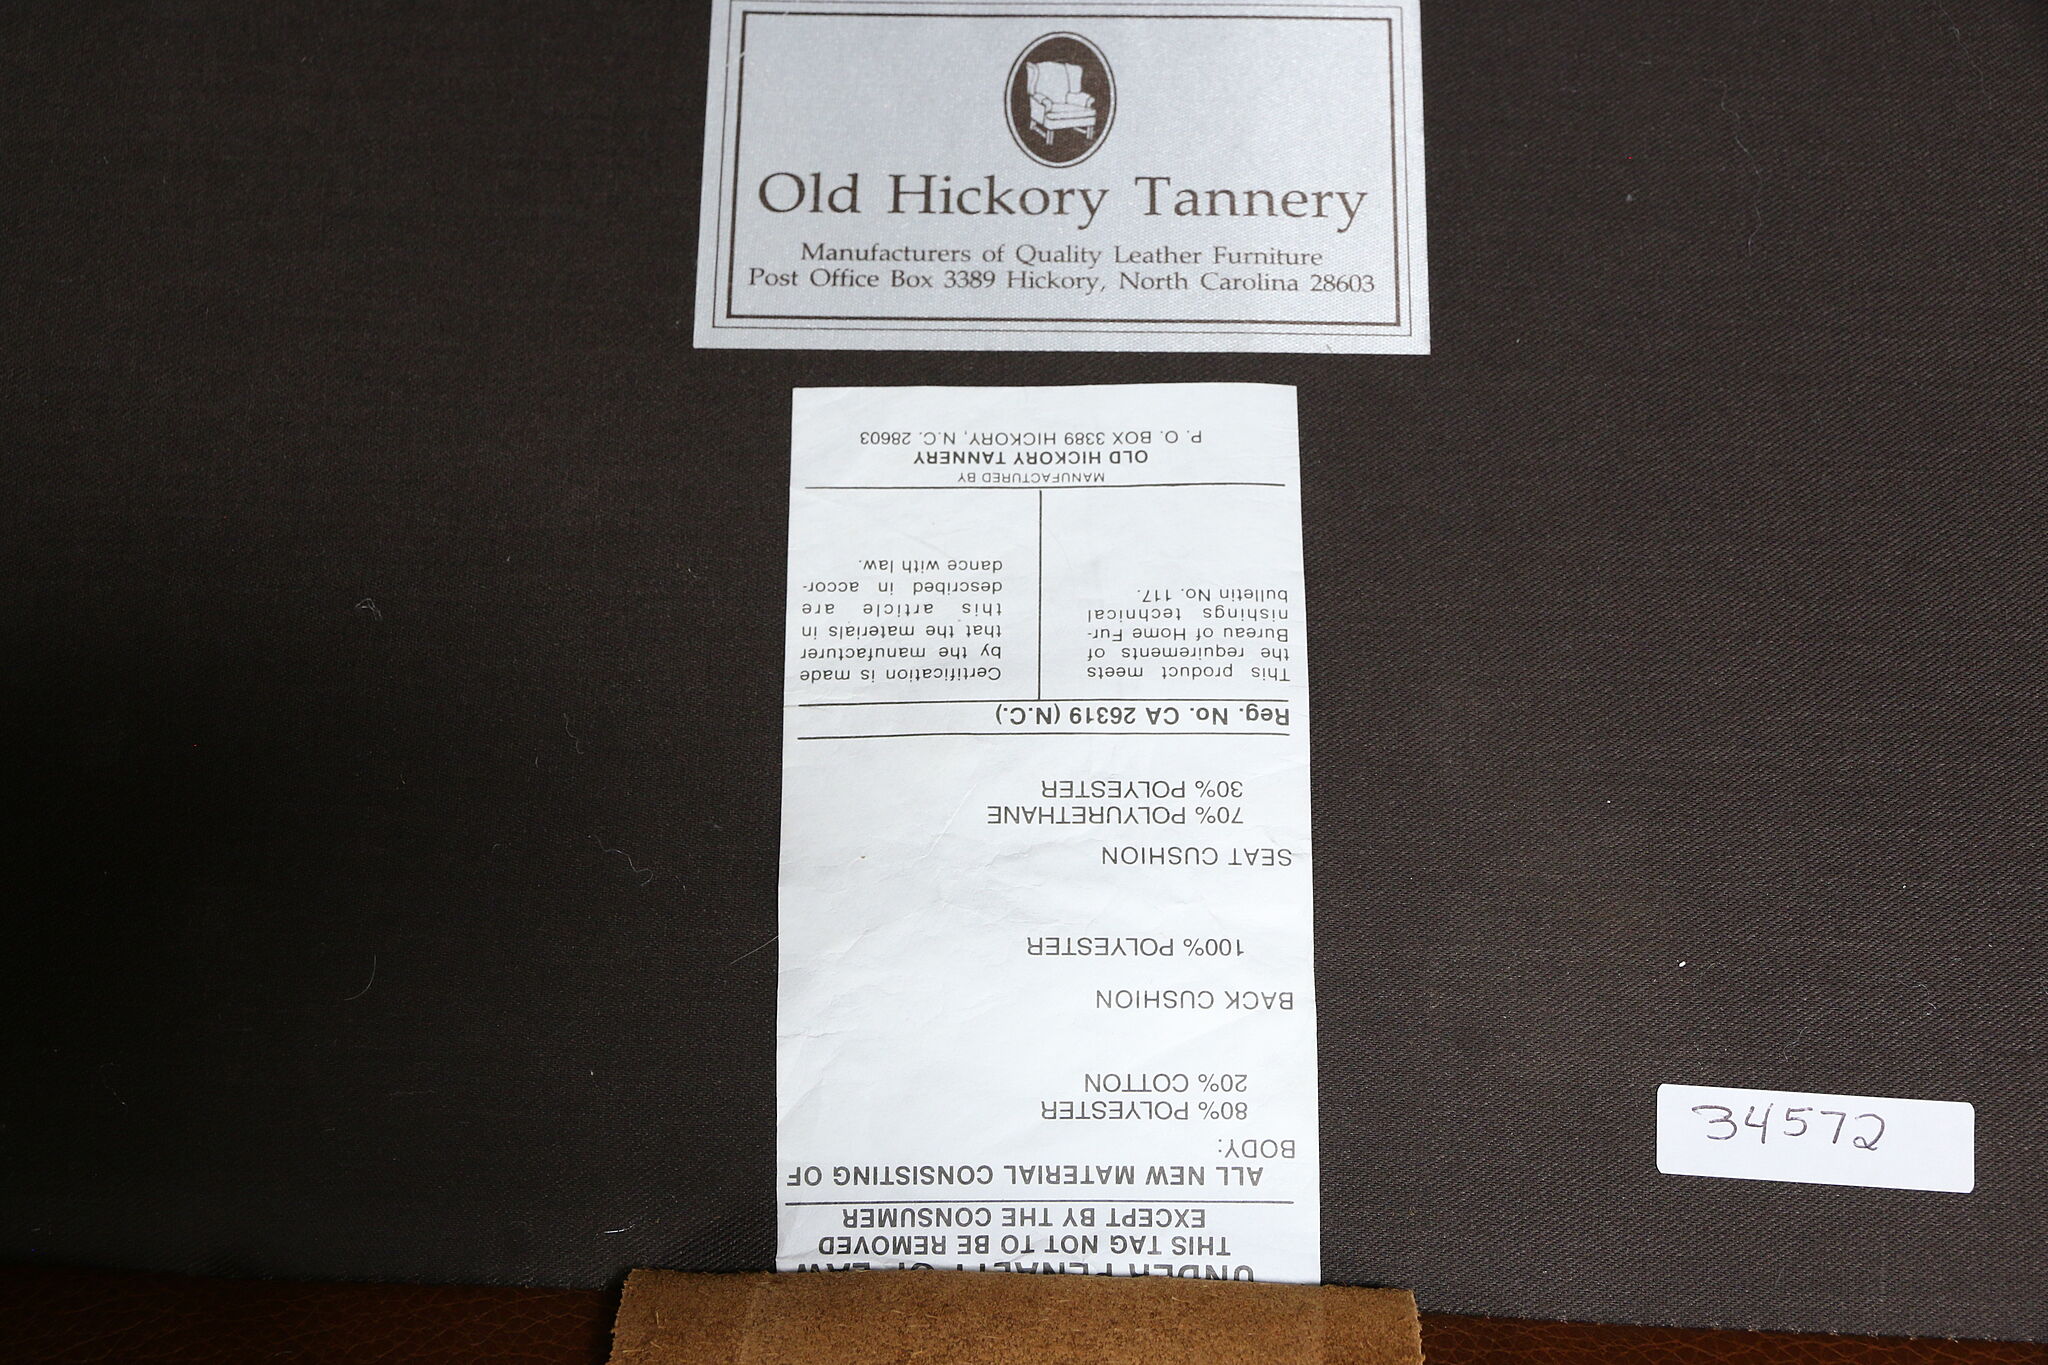 Old Hickory Tannery
Manufacturers of Quality Leather Furniture
Post Office Box 3389 Hickory, North Carolina 28603
UNDER PENALTY OF LAW
THIS TAG NOT TO BE REMOVED
EXCEPT BY THE CONSUMER
ALL NEW MATERIAL CONSISTING OF
BODY:
80% POLYESTER
20% COTTON
BACK CUSHION
100% POLYESTER
SEAT CUSHION
70% POLYURETHANE
30% POLYESTER
Reg. No. CA 26319 (N.C.)
This product meets
the requirements of
Bureau of Home Fur-
nishings technical
bulletin No. 117.
Certification is made
by the manufacturer
that the materials in
this article are
described in accor-
dance with law.
MANUFACTURED BY
OLD HICKORY TANNERY
P. O. BOX 3389 HICKORY, N.C. 28603
34572